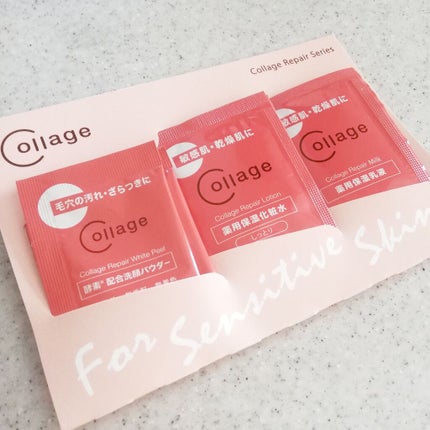 Collage
Collage Repair Series
毛穴の汚れ・ざらつきに
Collage
Collage Repair White Peel
酵素* 配合洗顔パウダー
敏感肌・乾燥肌に
Collage
Collage Repair Lotion
薬用保湿化粧水
しっとり
敏感肌・乾燥肌に
Collage
Collage Repair Milk
薬用保湿乳液
For Sensitive Skin